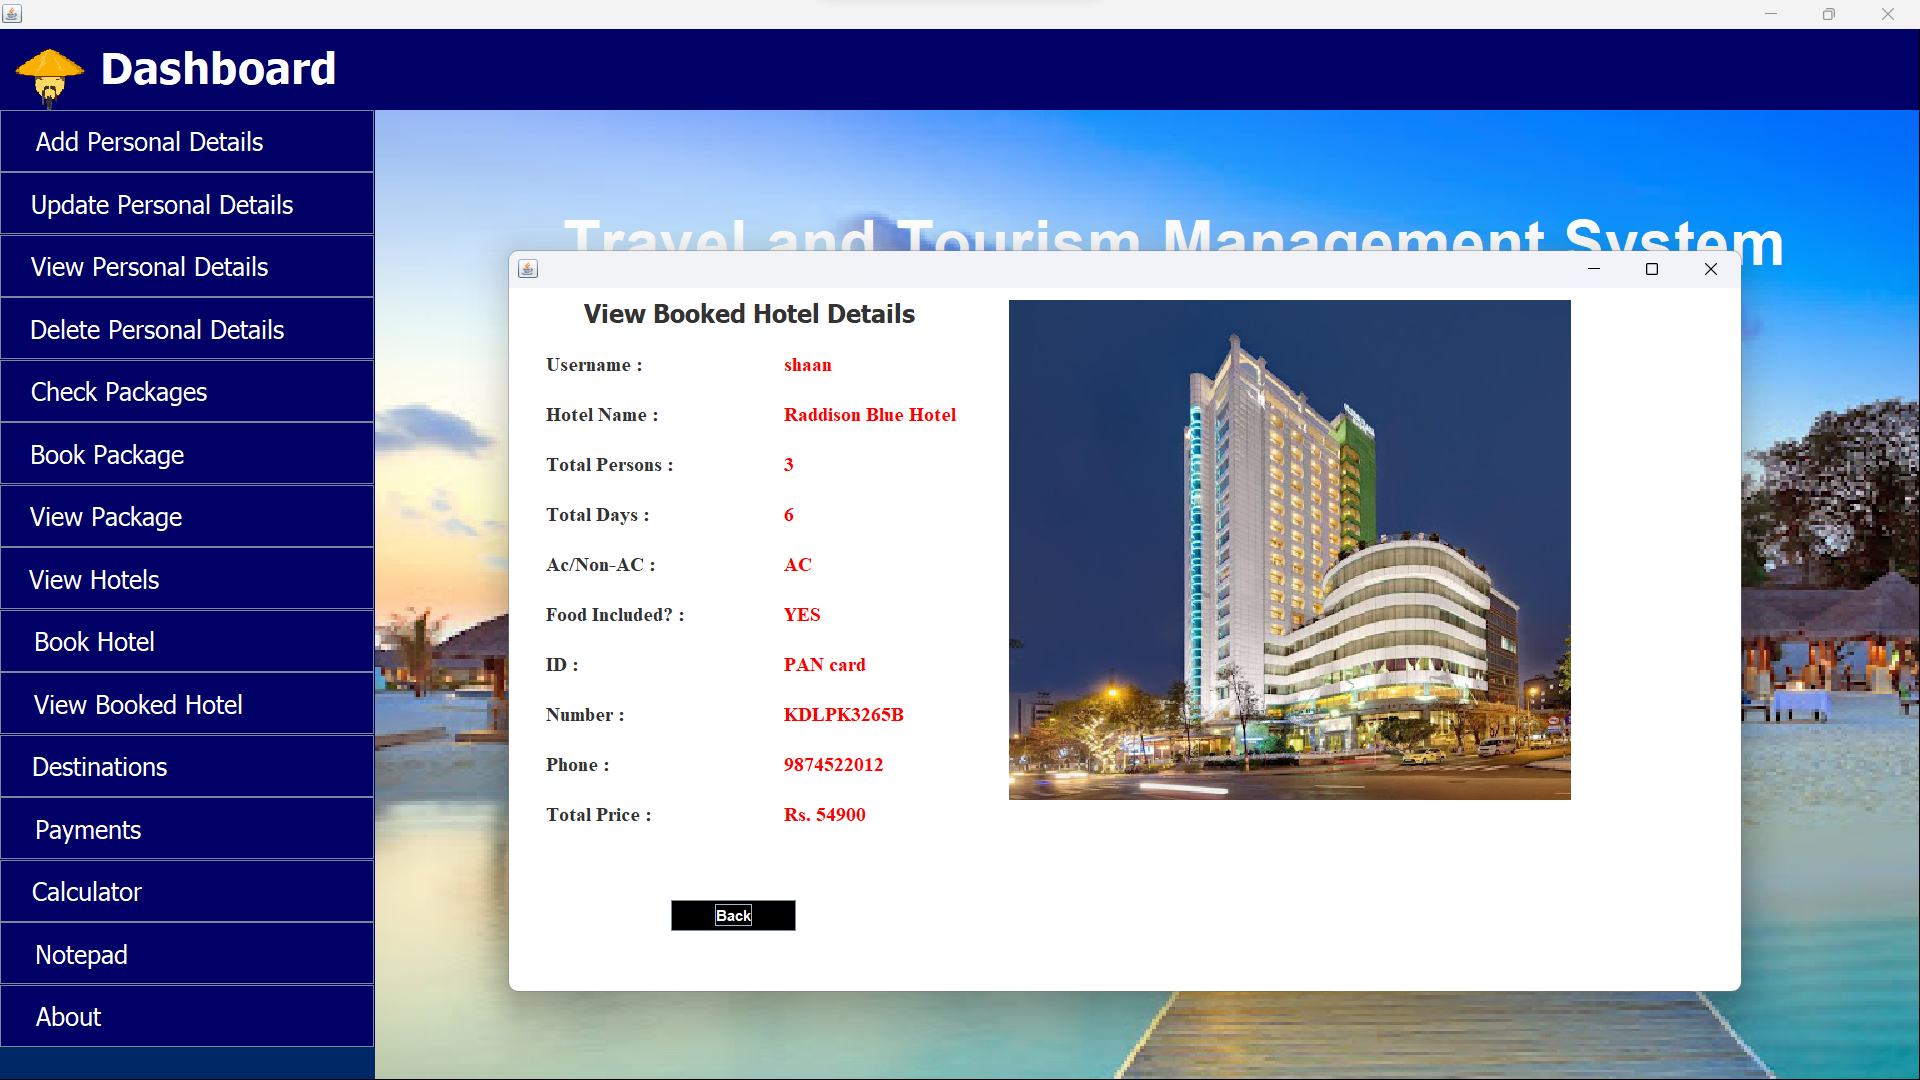 Dashboard
Add Personal Details
Update Personal Details
View Personal Details
Delete Personal Details
Check Packages
Book Package
View Package
View Hotels
Book Hotel
View Booked Hotel
Destinations
Payments
Calculator
Notepad
About
Travel and Tourism Management System
View Booked Hotel Details
Username : shaan
Hotel Name : Raddison Blue Hotel
Total Persons : 3
Total Days : 6
Ac/Non-AC : AC
Food Included? : YES
ID : PAN card
Number : KDLPK3265B
Phone : 9874522012
Total Price : Rs. 54900
Back